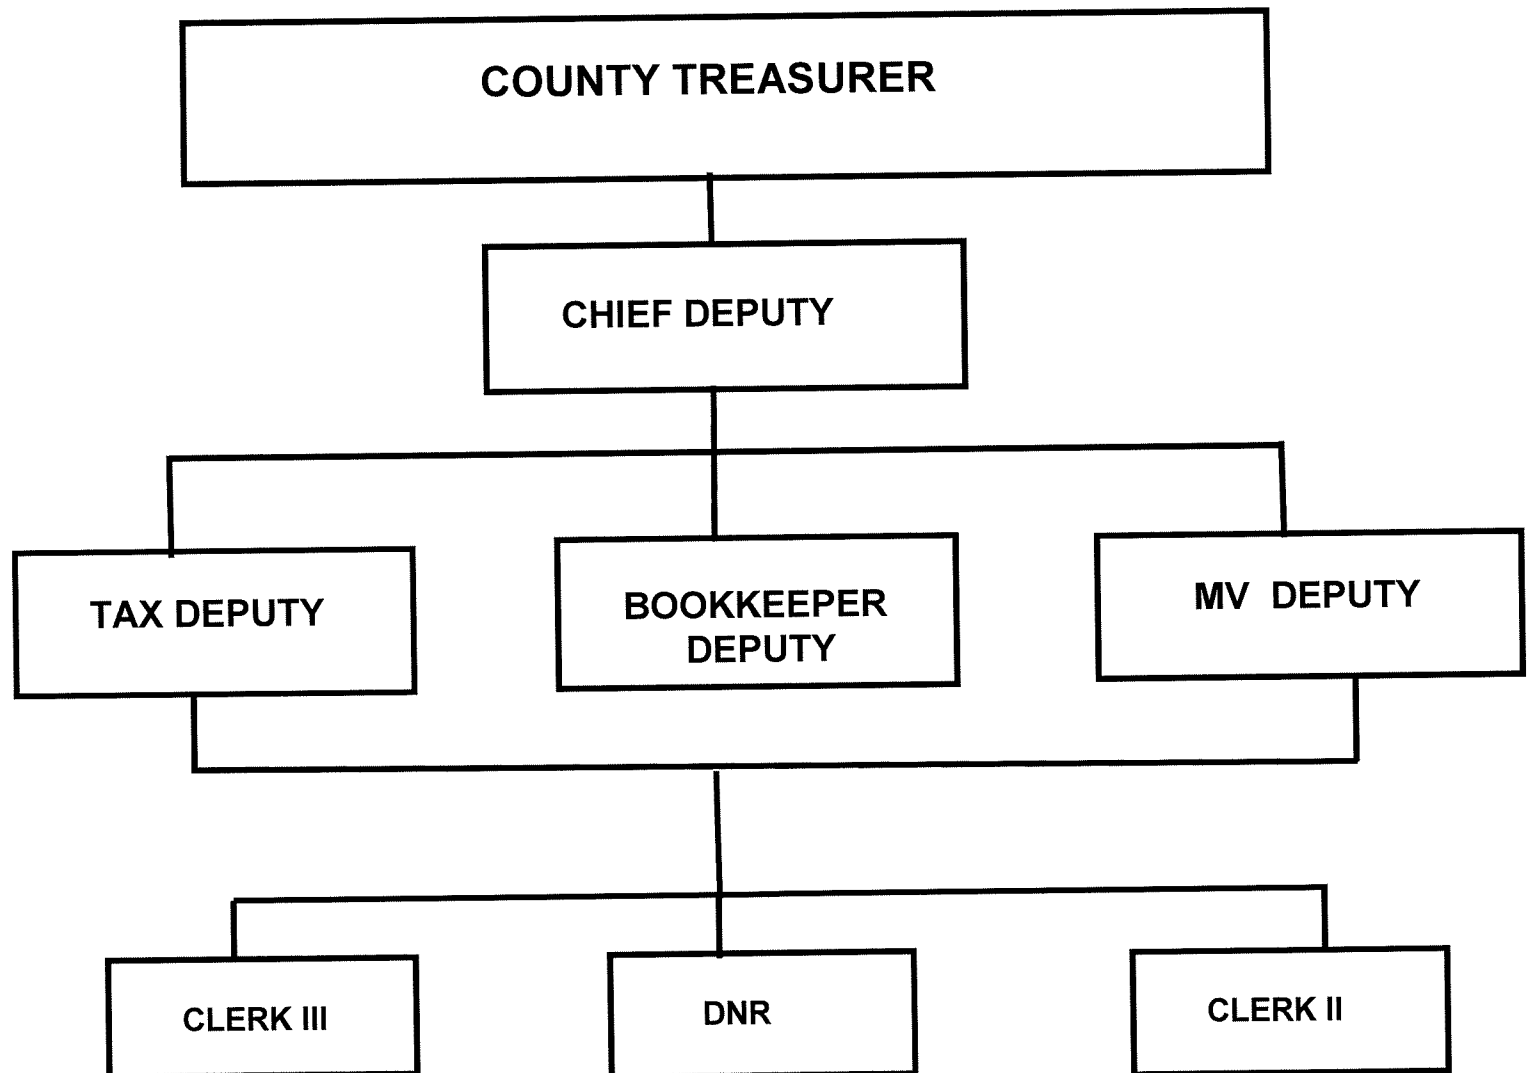 COUNTY TREASURER
CHIEF DEPUTY
TAX DEPUTY
BOOKKEEPER
DEPUTY
MV DEPUTY
CLERK III
DNR
CLERK II